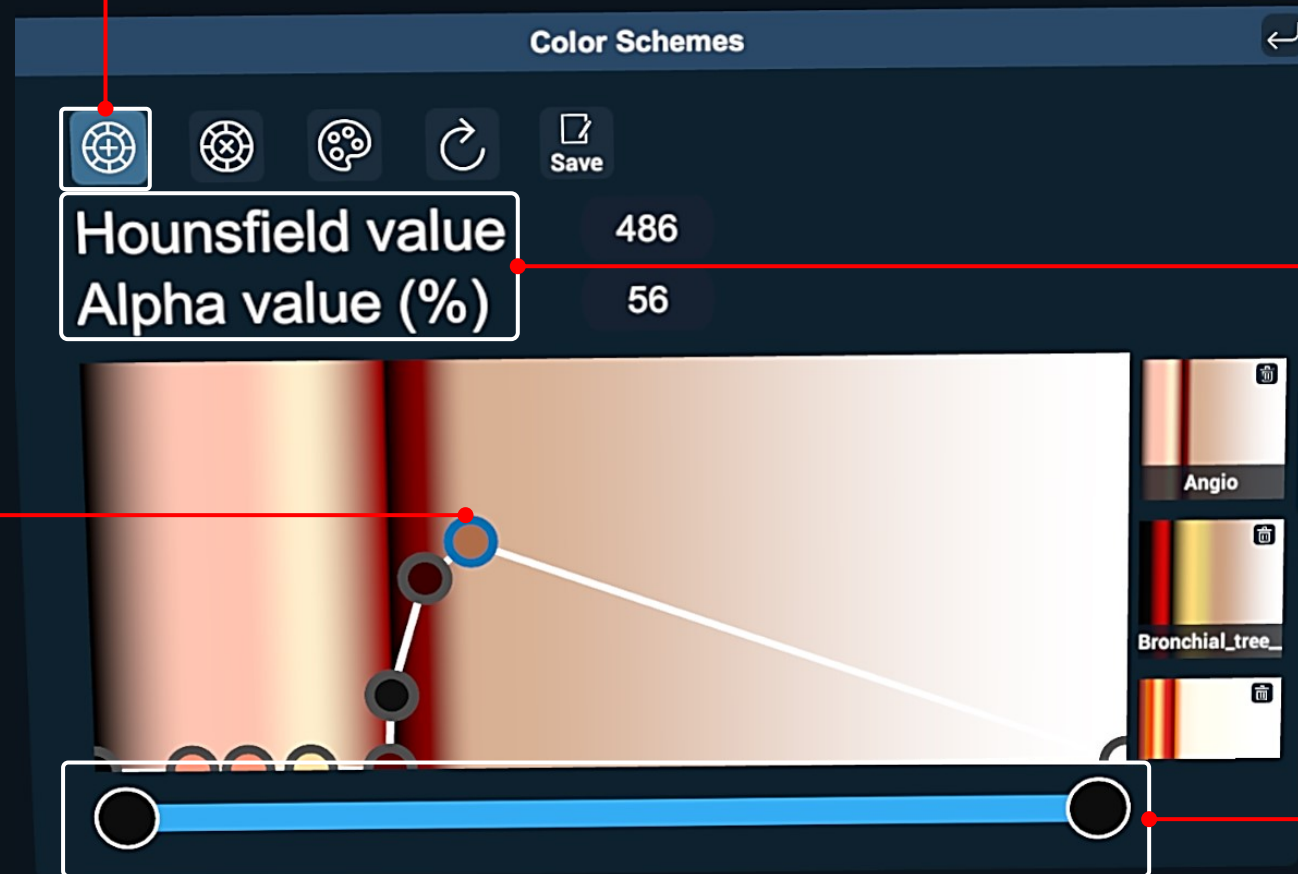 Color Schemes
Save
Hounsfield value 486
Alpha value (%) 56
Angio
Bronchial_tree_